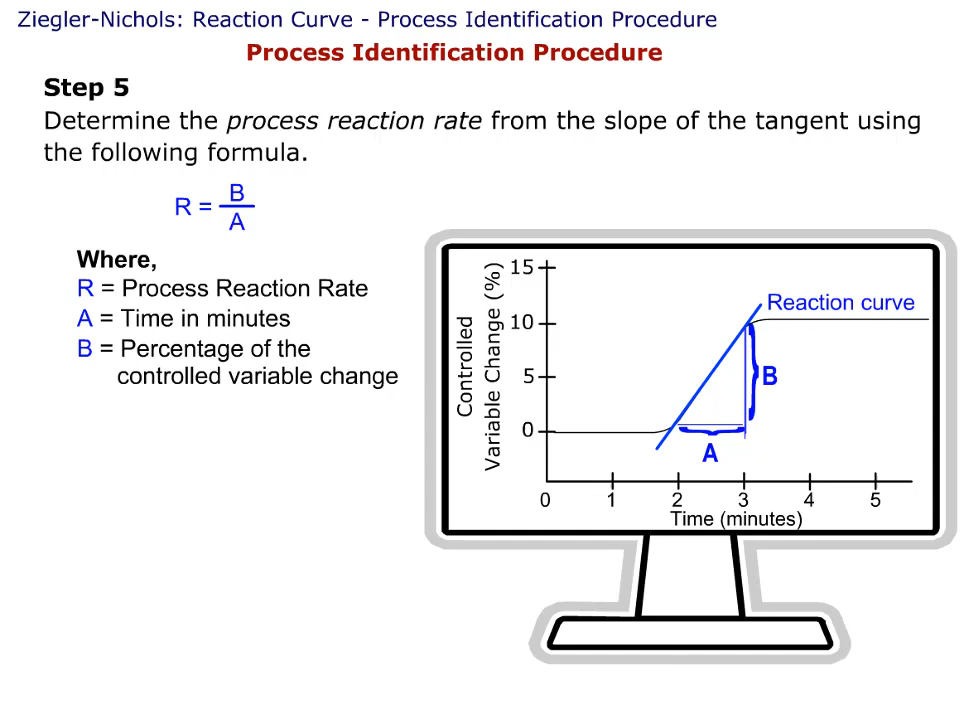 Ziegler-Nichols: Reaction Curve - Process Identification Procedure
Process Identification Procedure
Step 5
Determine the process reaction rate from the slope of the tangent using
the following formula.
R = B
A
Where,
R = Process Reaction Rate
A = Time in minutes
B = Percentage of the
controlled variable change
Controlled
Variable Change (%)
15
10
5
0
Reaction curve
B
A
0 1 2 3 4 5
Time (minutes)